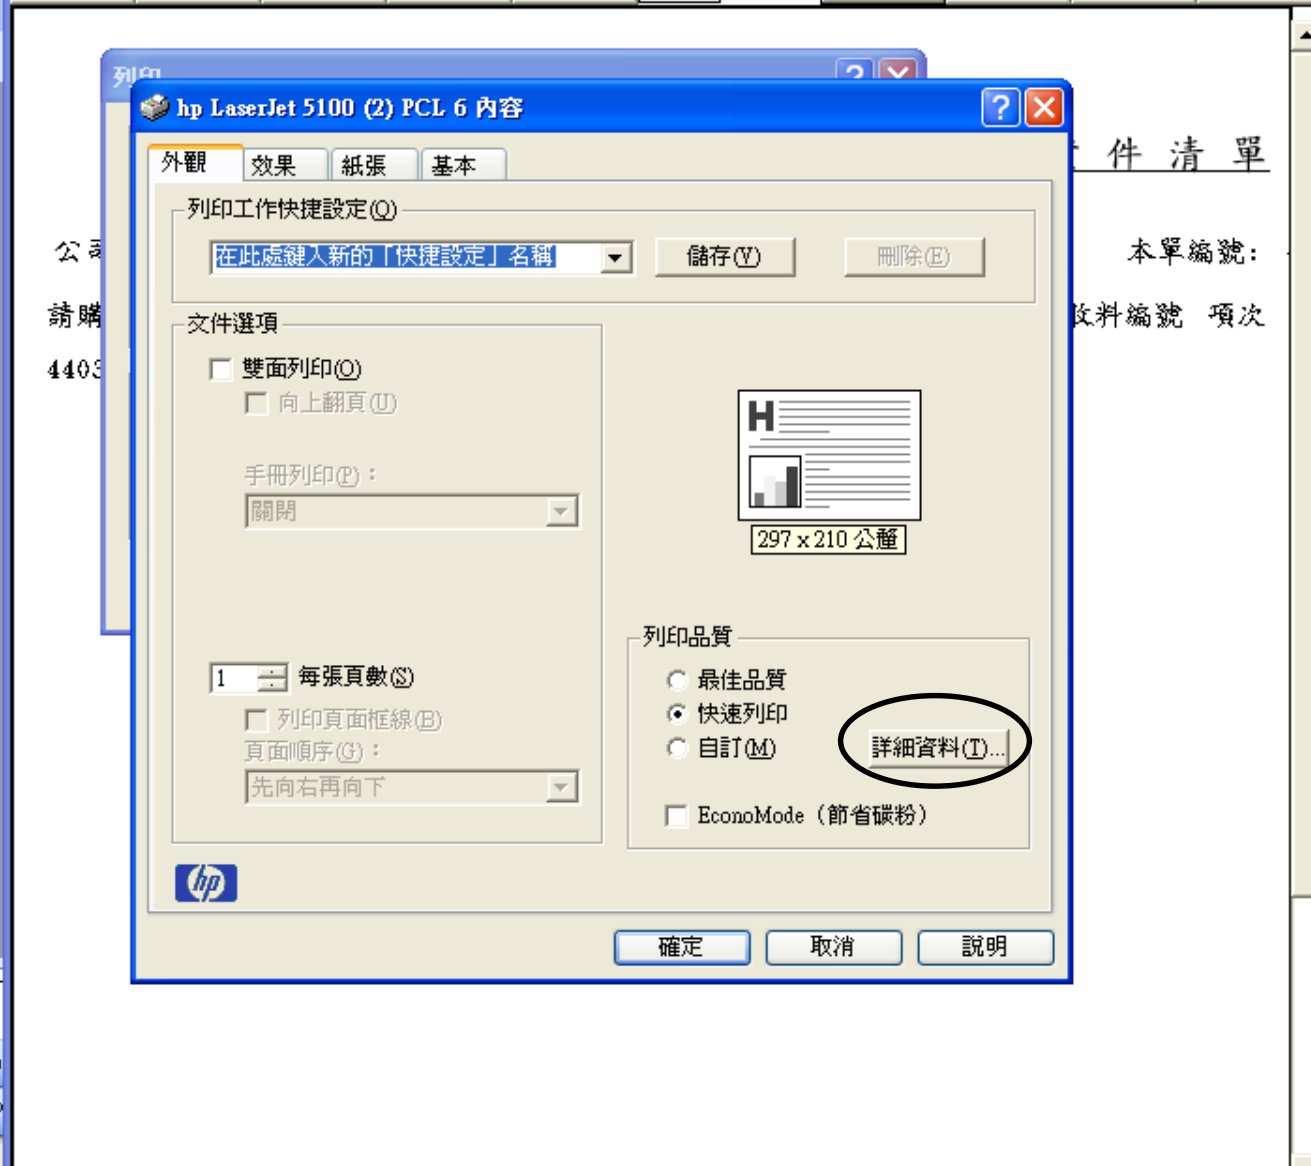 列印
hp LaserJet 5100 (2) PCL 6 內容
外觀 效果 紙張 基本
件 清 單
列印工作快捷設定(Q)
在此處鍵入新的「快捷設定」名稱 儲存(V) 刪除(E)
公司 本單編號:
請購 收料編號 項次
4403
文件選項
雙面列印(O)
向上翻頁(U)
手冊列印(P)：
關閉
H
297 x 210 公釐
列印品質
最佳品質
快速列印
自訂(M)
詳細資料(T)...
EconoMode（節省碳粉）
1 每張頁數(S)
列印頁面框線(B)
頁面順序(G)：
先向右再向下
hp
確定 取消 說明